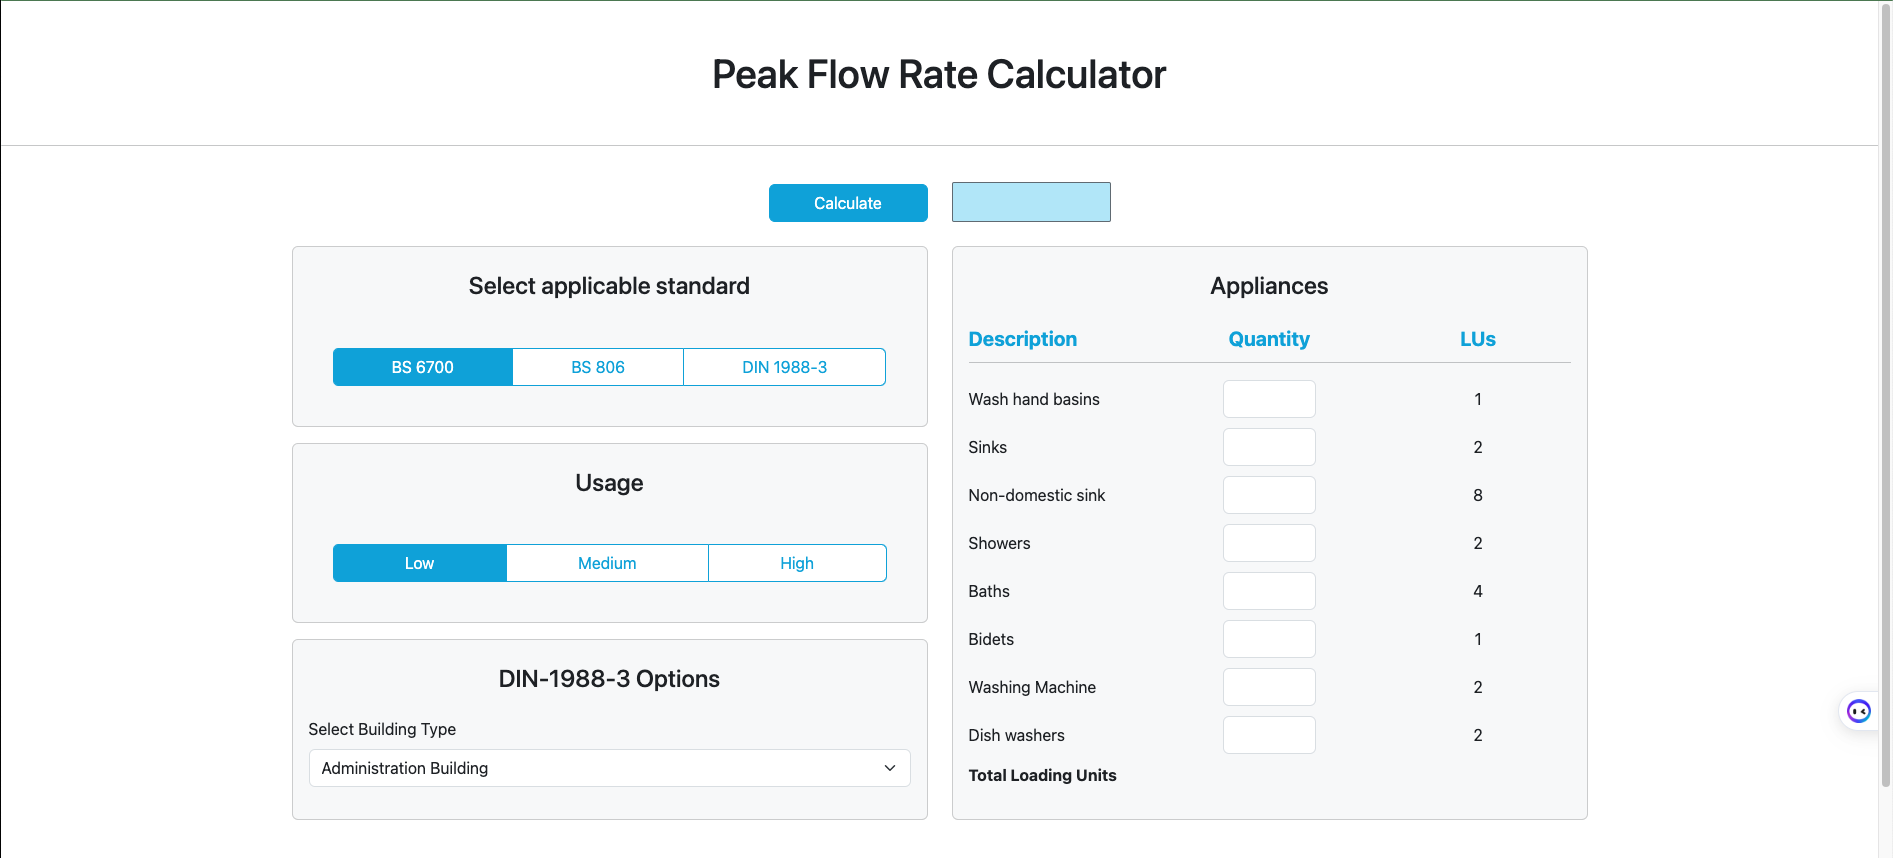 Peak Flow Rate Calculator
Calculate
Select applicable standard
BS 6700 BS 806 DIN 1988-3
Usage
Low Medium High
DIN-1988-3 Options
Select Building Type
Administration Building
Appliances
Description Quantity LUs
Wash hand basins 1
Sinks 2
Non-domestic sink 8
Showers 2
Baths 4
Bidets 1
Washing Machine 2
Dish washers 2
Total Loading Units